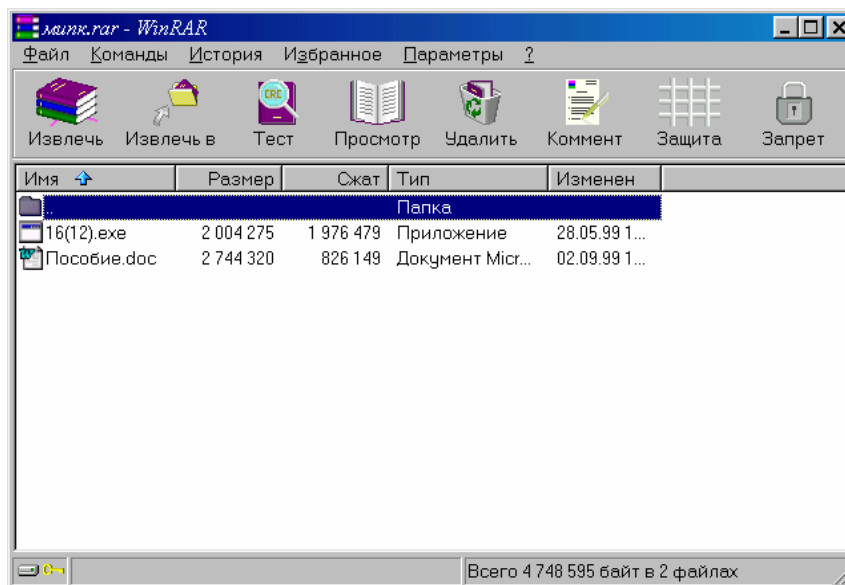 минк.rar - WinRAR
Файл Команды История Избранное Параметры ?
Извлечь Извлечь в Тест Просмотр Удалить Коммент Защита Запрет
Имя Размер Сжат Тип Изменен
.. Папка
16(12).exe 2 004 275 1 976 479 Приложение 28.05.99 1...
Пособие.doc 2 744 320 826 149 Документ Micr... 02.09.99 1...
Всего 4 748 595 байт в 2 файлах